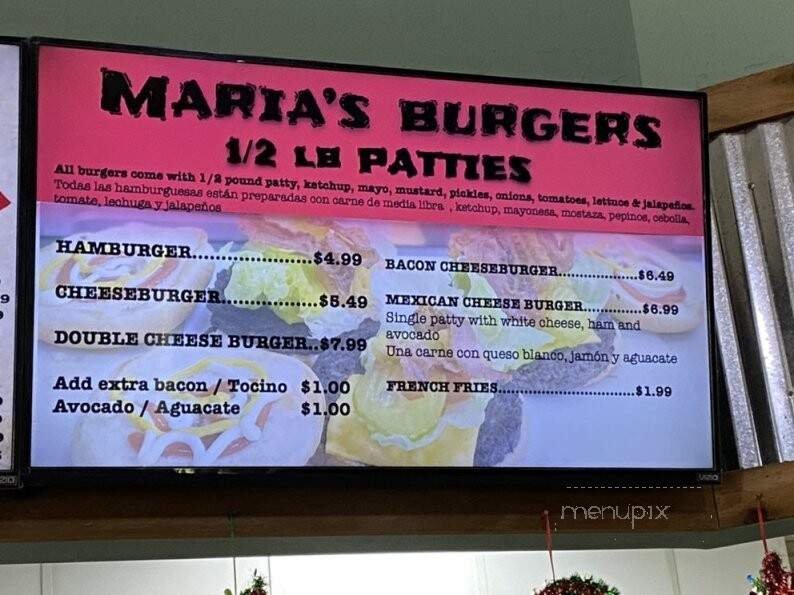 MARIA'S BURGERS
1/2 LB PATTIES
All burgers come with 1/2 pound patty, ketchup, mayo, mustard, pickles, onions, tomatoes, lettuce & jalapeños.
Todas las hamburguesas están preparadas con carne de media libra , ketchup, mayonesa, mostaza, pepinos, cebolla,
tomate, lechuga y jalapeños
HAMBURGER......................$4.99
CHEESEBURGER................$5.49
DOUBLE CHEESE BURGER..$7.99
Add extra bacon / Tocino $1.00
Avocado / Aguacate $1.00
BACON CHEESEBURGER................$6.49
MEXICAN CHEESE BURGER............$6.99
Single patty with white cheese, ham and
avocado
Una carne con queso blanco, jamón y aguacate
FRENCH FRIES...............................$1.99
VIZIO
menupix